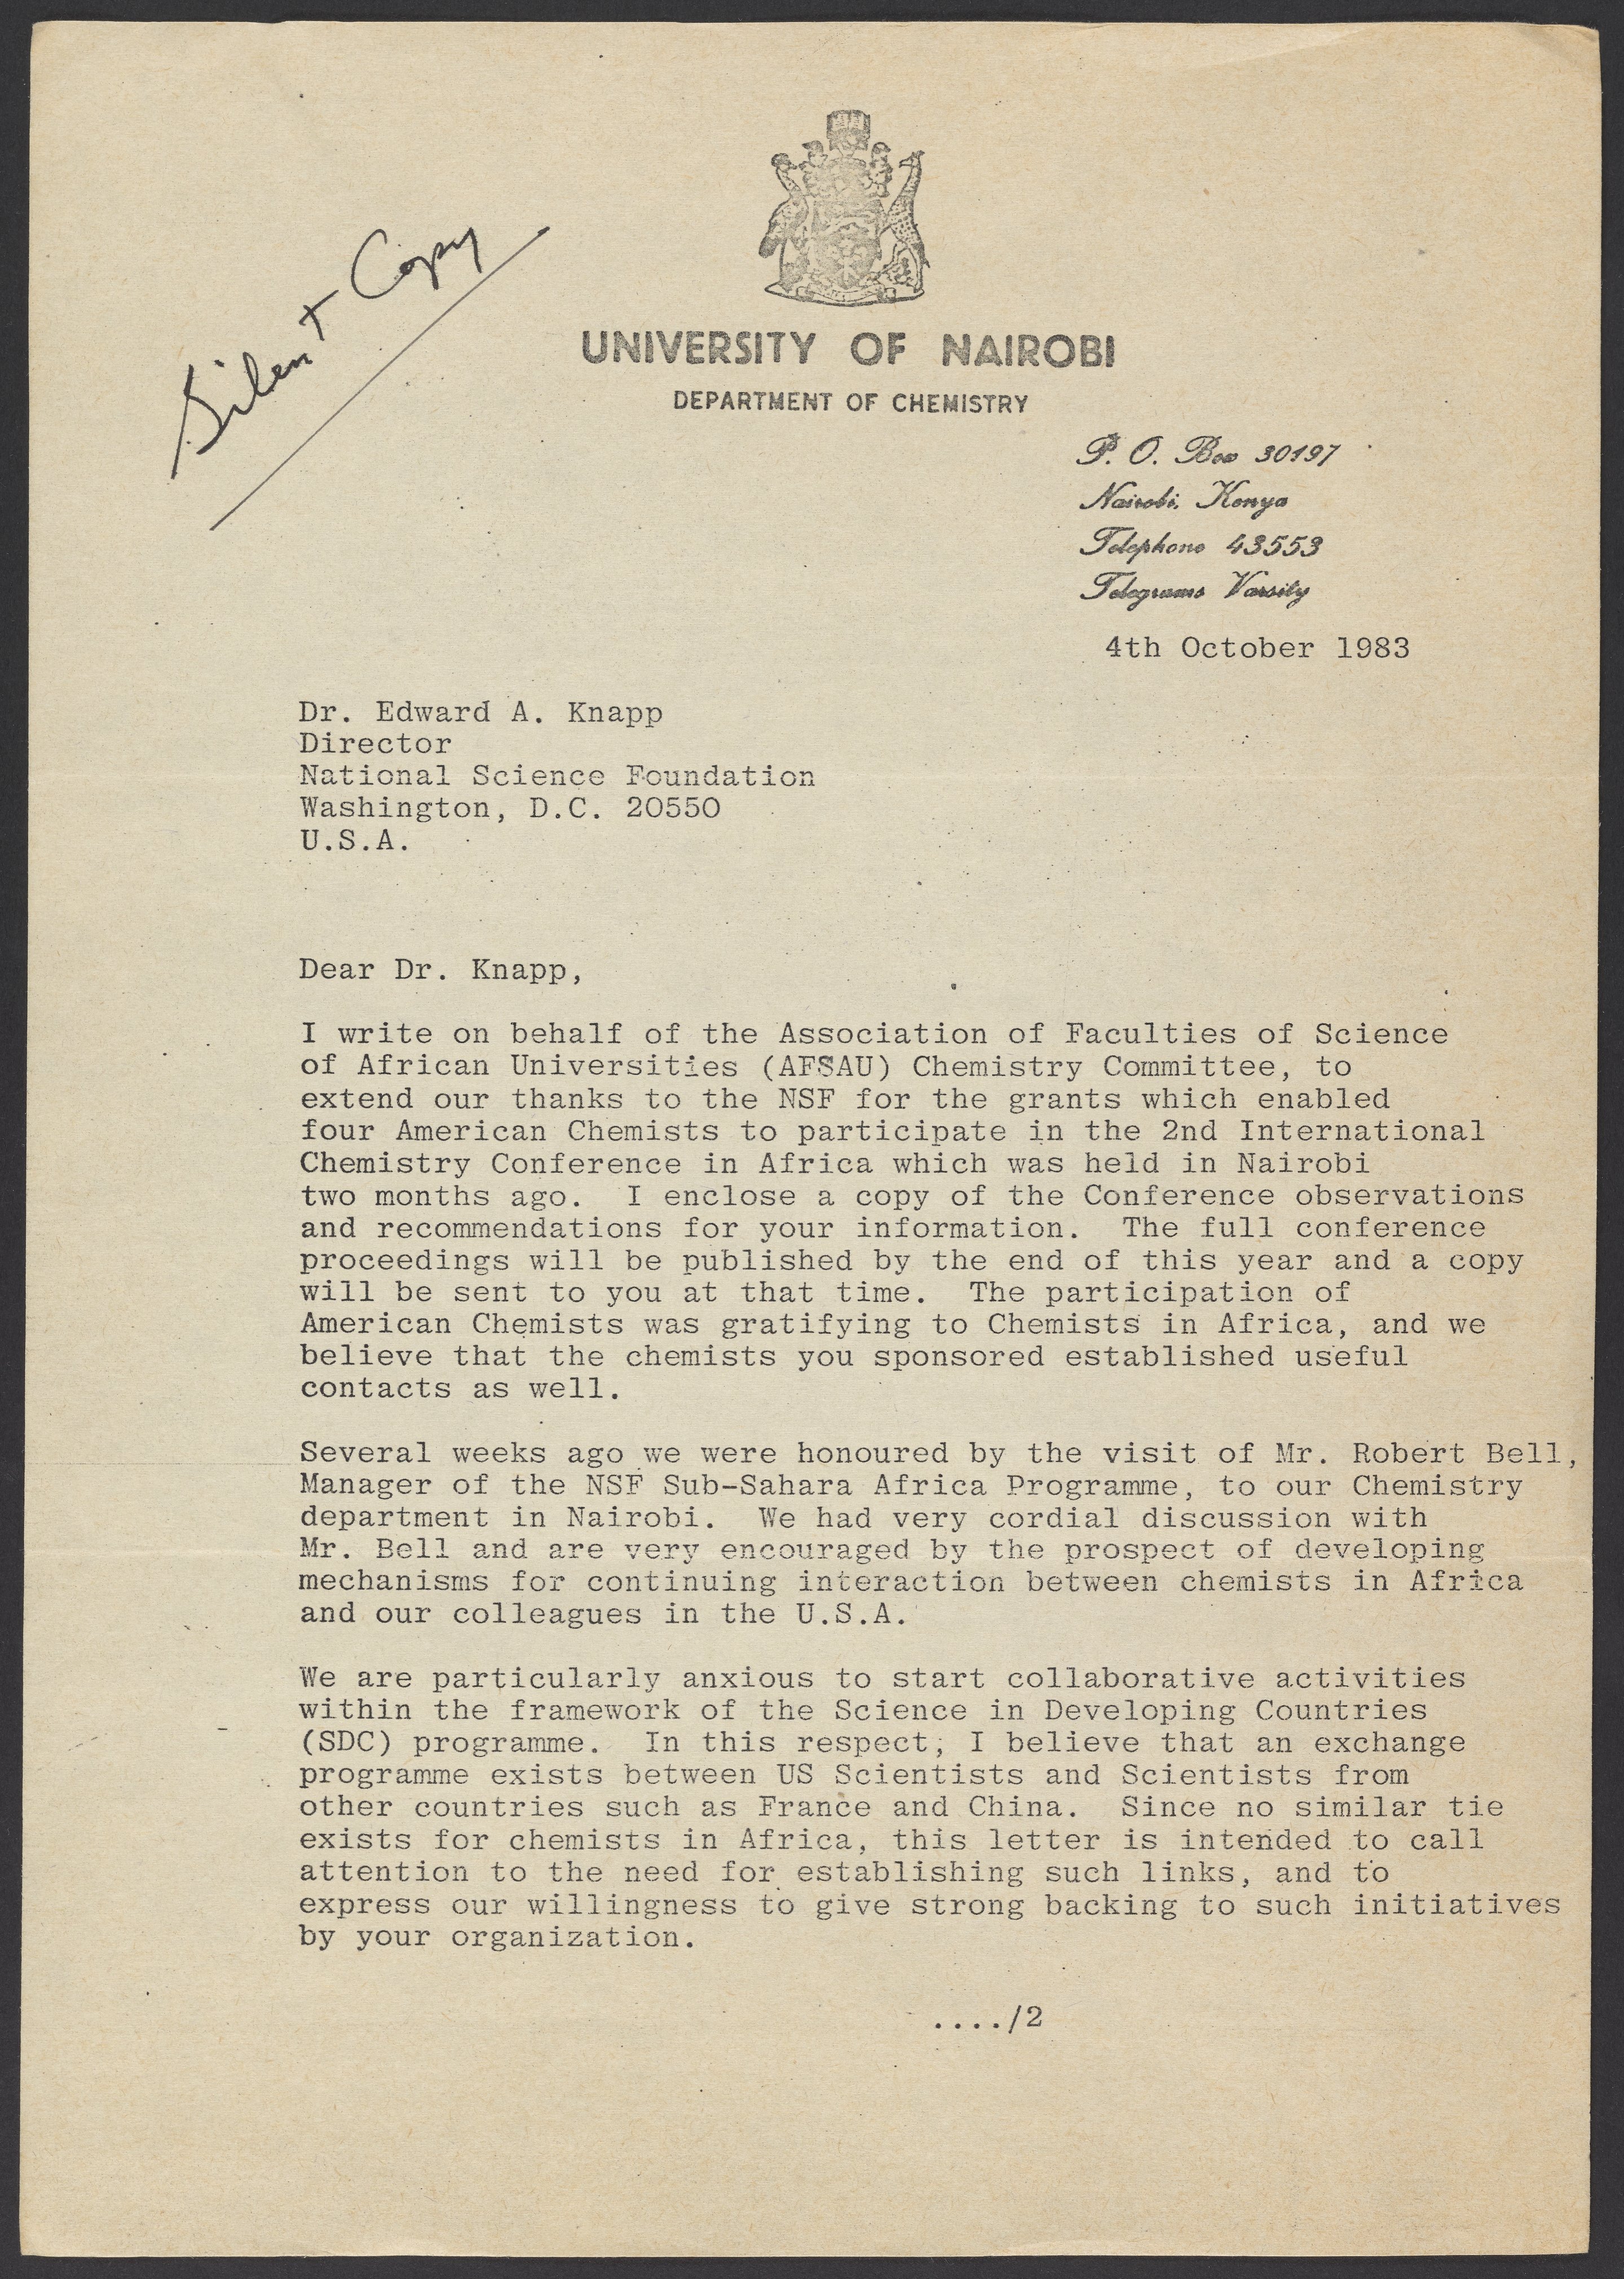 Silent Copy
UNIVERSITY OF NAIROBI
DEPARTMENT OF CHEMISTRY
P. O. Box 30197
Nairobi, Kenya
Telephone 43553
Telegrams Varsity
4th October 1983
Dr. Edward A. Knapp
Director
National Science Foundation
Washington, D.C. 20550
U.S.A.
Dear Dr. Knapp,
I write on behalf of the Association of Faculties of Science
of African Universities (AFSAU) Chemistry Committee, to
extend our thanks to the NSF for the grants which enabled
four American Chemists to participate in the 2nd International
Chemistry Conference in Africa which was held in Nairobi
two months ago. I enclose a copy of the Conference observations
and recommendations for your information. The full conference
proceedings will be published by the end of this year and a copy
will be sent to you at that time. The participation of
American Chemists was gratifying to Chemists in Africa, and we
believe that the chemists you sponsored established useful
contacts as well.
Several weeks ago we were honoured by the visit of Mr. Robert Bell,
Manager of the NSF Sub-Sahara Africa Programme, to our Chemistry
department in Nairobi. We had very cordial discussion with
Mr. Bell and are very encouraged by the prospect of developing
mechanisms for continuing interaction between chemists in Africa
and our colleagues in the U.S.A.
We are particularly anxious to start collaborative activities
within the framework of the Science in Developing Countries
(SDC) programme. In this respect, I believe that an exchange
programme exists between US Scientists and Scientists from
other countries such as France and China. Since no similar tie
exists for chemists in Africa, this letter is intended to call
attention to the need for establishing such links, and to
express our willingness to give strong backing to such initiatives
by your organization.
..../2